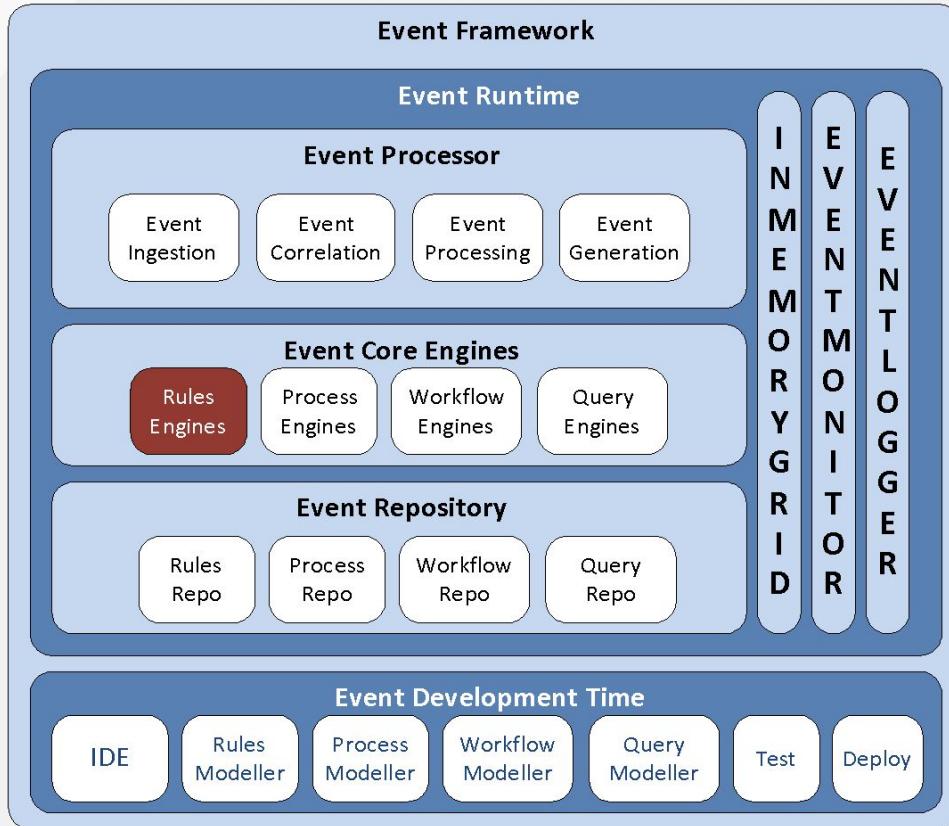 Event Framework
Event Runtime
Event Processor
Event
Ingestion
Event
Correlation
Event
Processing
Event
Generation
Event Core Engines
Rules
Engines
Process
Engines
Workflow
Engines
Query
Engines
Event Repository
Rules
Repo
Process
Repo
Workflow
Repo
Query
Repo
INMEMORYGRID
EVENTMONITOR
EVENTLOGGER
Event Development Time
IDE
Rules
Modeller
Process
Modeller
Workflow
Modeller
Query
Modeller
Test
Deploy